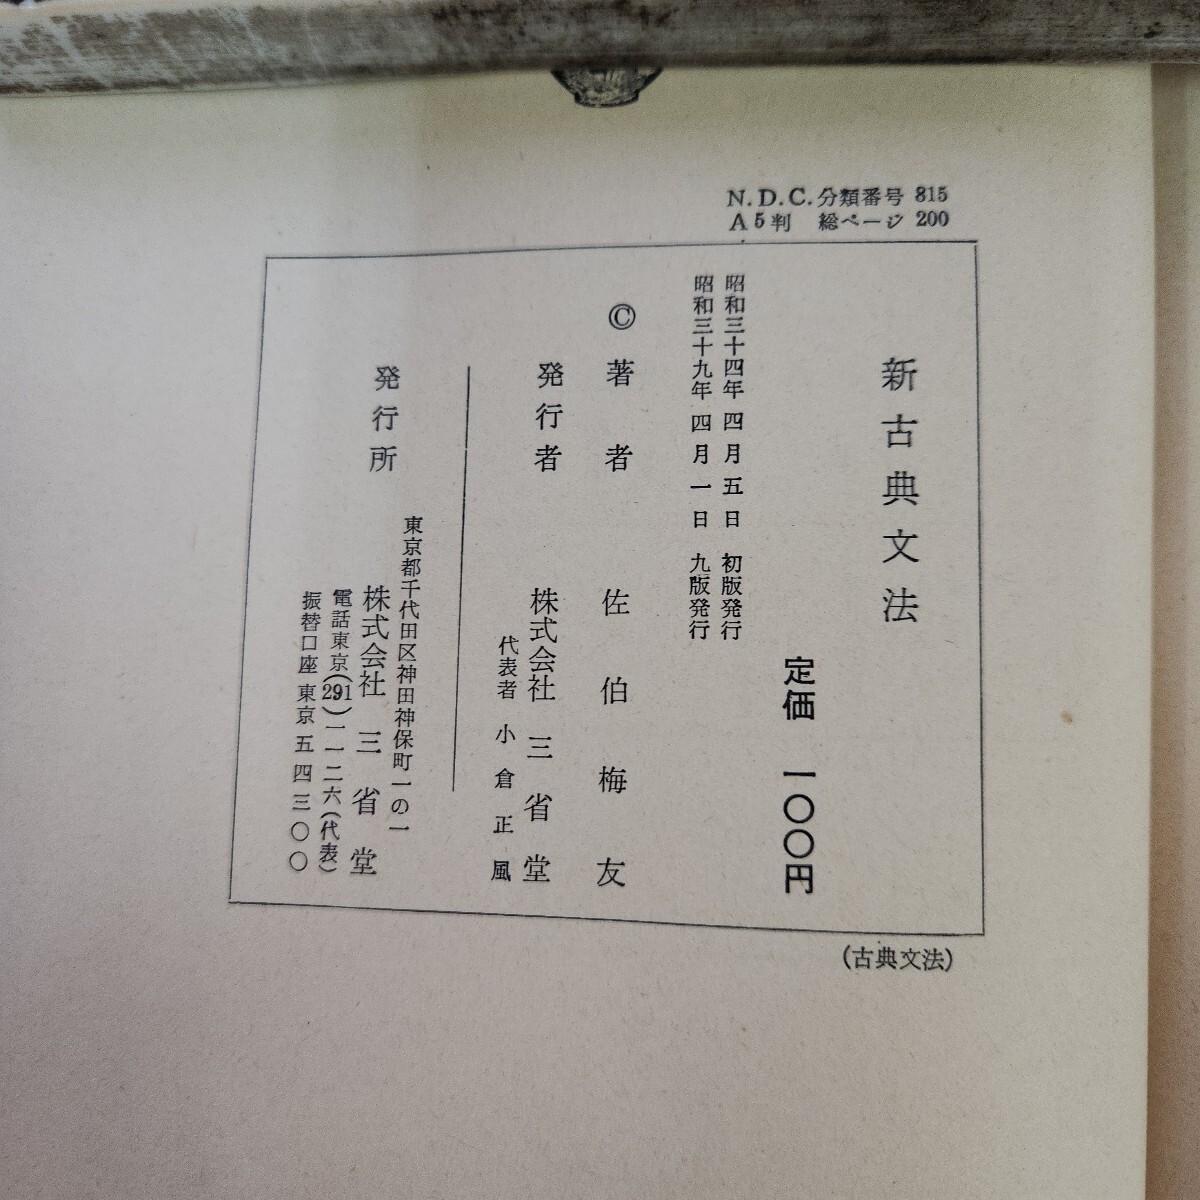 N.D.C.分類番号 815
A5判 総ページ 200
新古典文法
定価 一〇〇円
昭和三十四年四月五日 初版発行
昭和三十九年四月一日 九版発行
©著者 佐伯梅友
発行者 株式会社 三省堂
代表者 小倉正風
発行所
東京都千代田区神田神保町一の一
株式会社 三省堂
電話東京(291)一一二六(代表)
振替口座 東京 五四三〇〇
(古典文法)